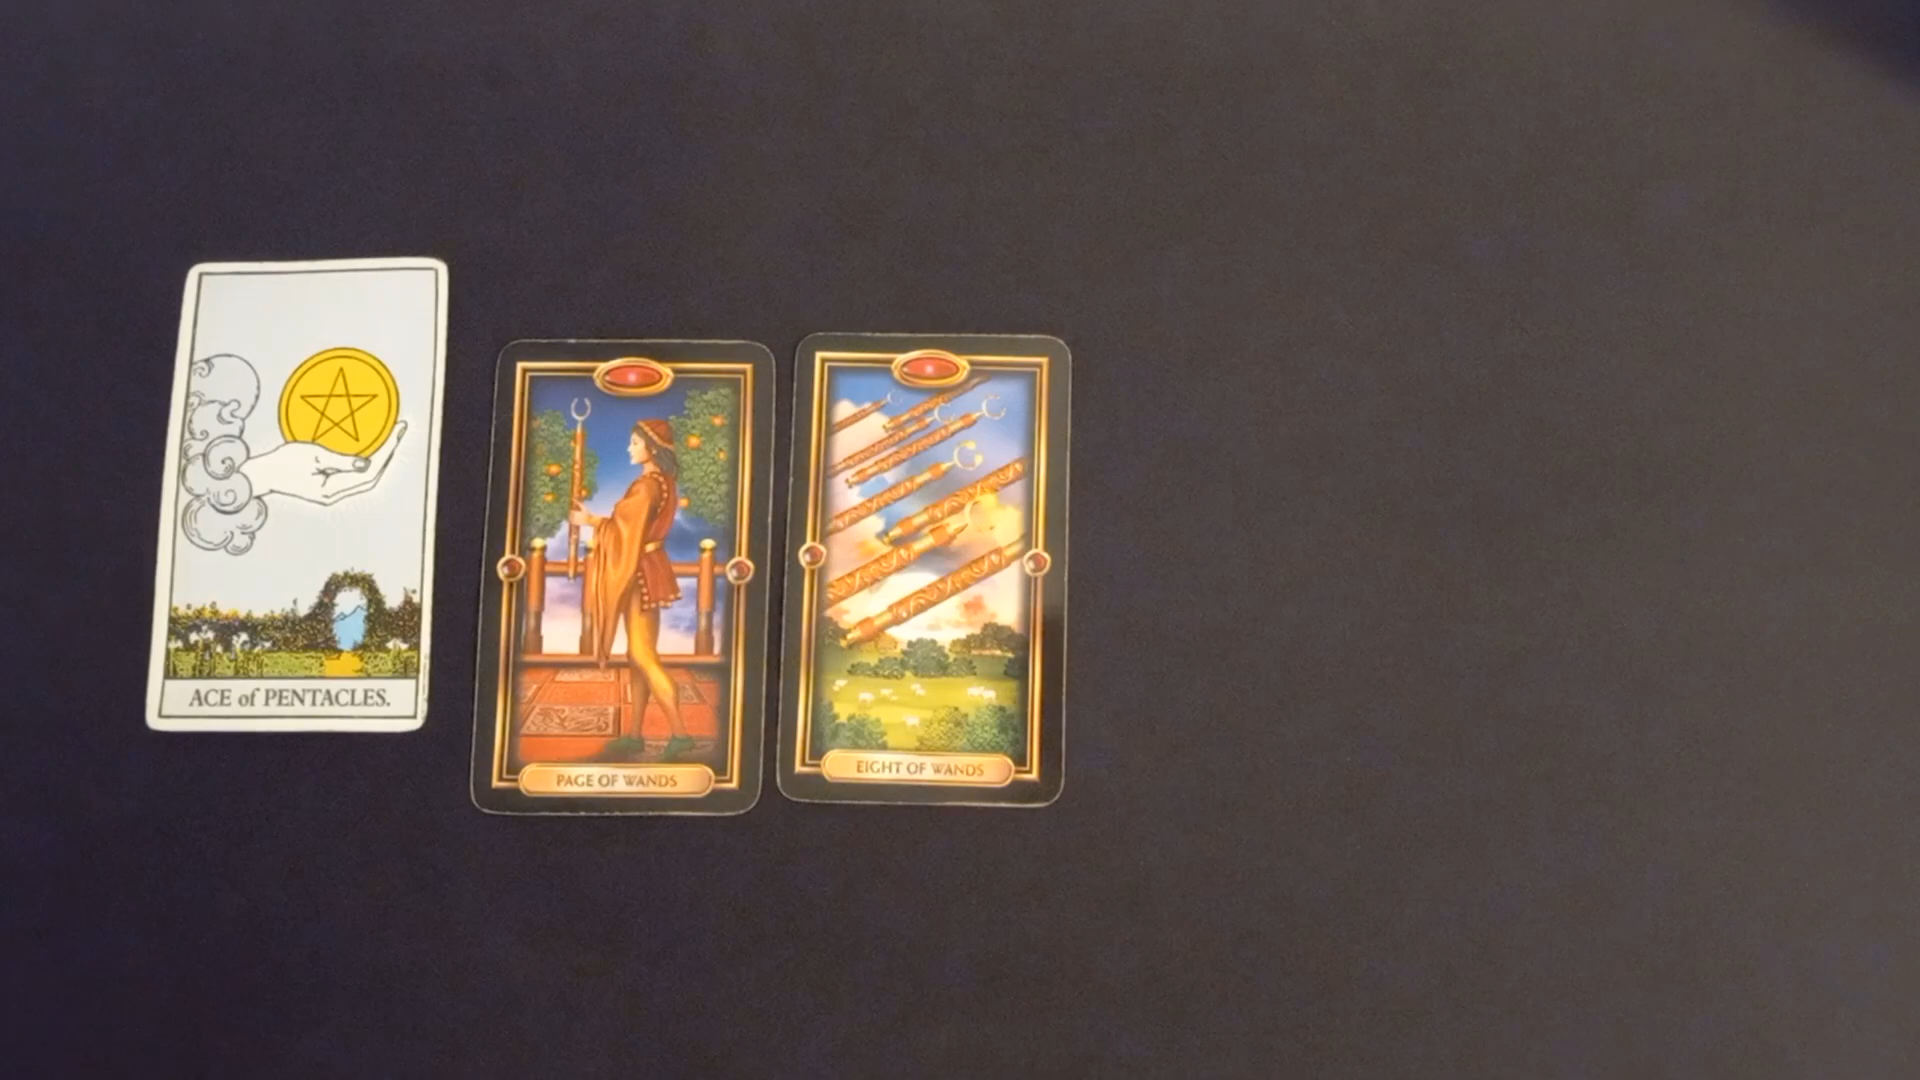 ACE of PENTACLES.
PAGE OF WANDS
EIGHT OF WANDS